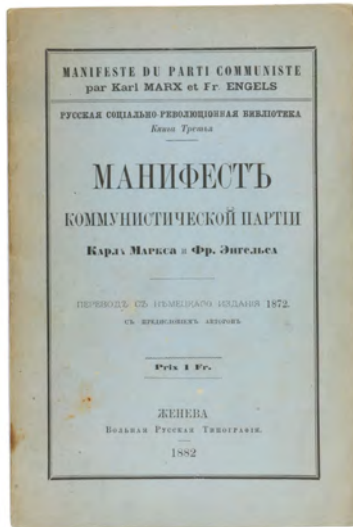 MANIFESTE DU PARTI COMMUNISTE
par Karl MARX et Fr. ENGELS
РУССКАЯ СОЦІАЛЬНО-РЕВОЛЮЦІОННАЯ БИБЛІОТЕКА
Книга Третья
МАНИФЕСТЪ
КОММУНИСТИЧЕСКОЙ ПАРТІИ
Карла Маркса и Фр. Энгельса
ПЕРЕВОДЪ СЪ НѢМЕЦКАГО ИЗДАНІЯ 1872.
СЪ ПРЕДИСЛОВІЕМЪ АВТОРОВЪ
Prix 1 Fr.
ЖЕНЕВА
Вольная Русская Типографія.
1882